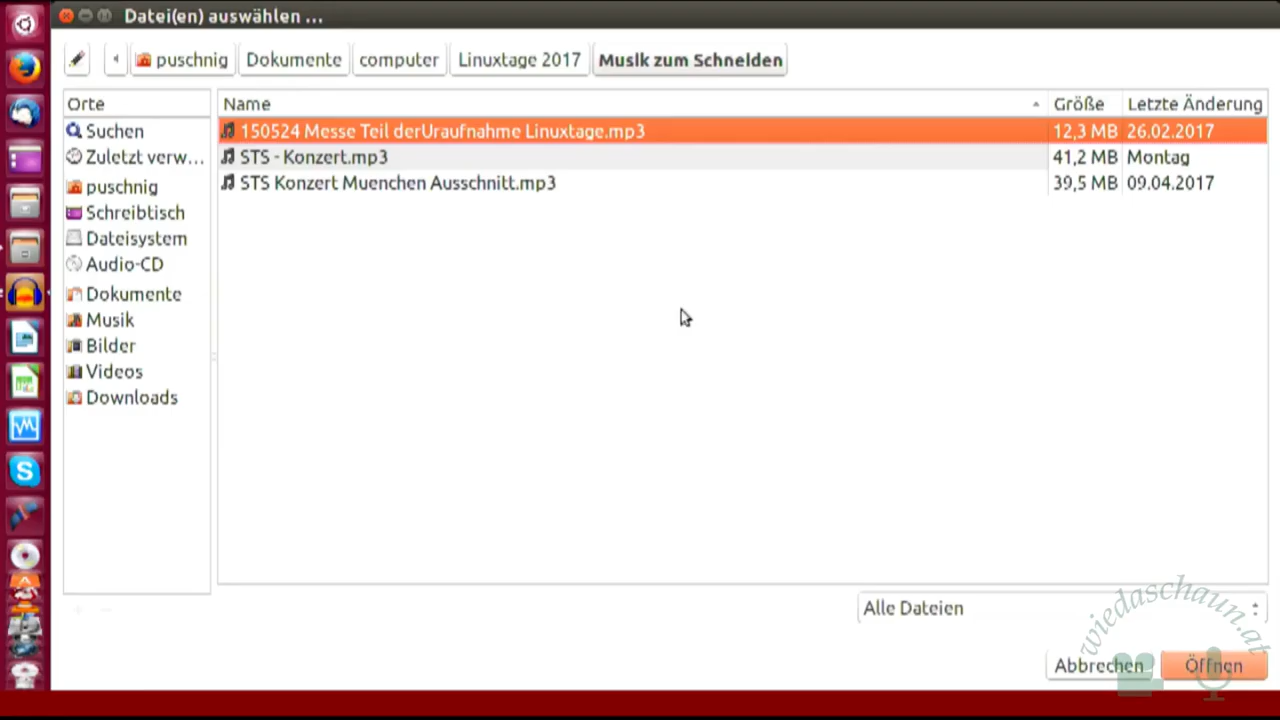 Datei(en) auswählen ...
puschnig Dokumente computer Linuxtage 2017 Musik zum Schneiden
Orte Name Größe Letzte Änderung
Suchen 150524 Messe Teil derUraufnahme Linuxtage.mp3 12,3 MB 26.02.2017
Zuletzt verw... STS - Konzert.mp3 41,2 MB Montag
puschnig STS Konzert Muenchen Ausschnitt.mp3 39,5 MB 09.04.2017
Schreibtisch
Dateisystem
Audio-CD
Dokumente
Musik
Bilder
Videos
Downloads
Alle Dateien
wiedaschaun.at
Abbrechen Öffnen